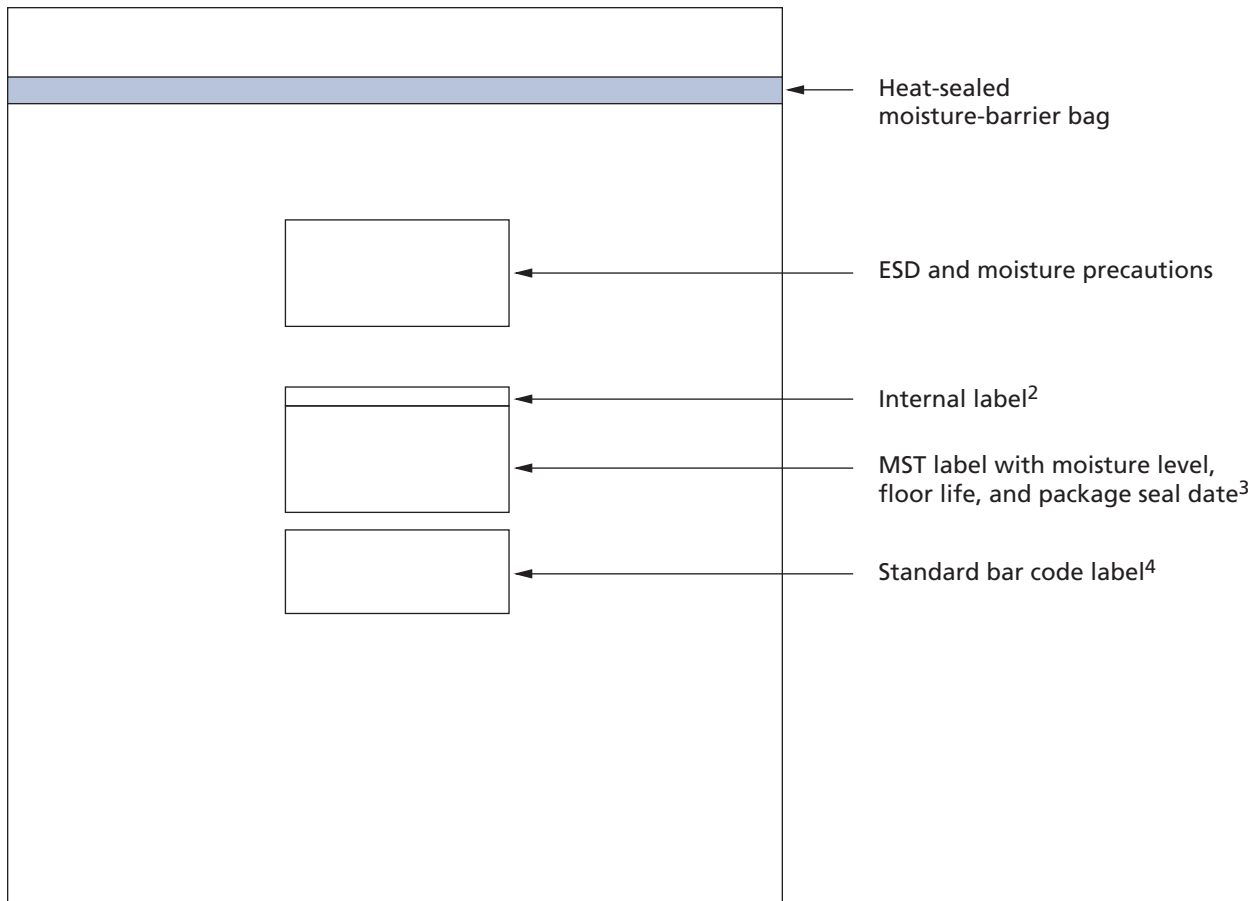 Heat-sealed
moisture-barrier bag
ESD and moisture precautions
Internal label²
MST label with moisture level,
floor life, and package seal date³
Standard bar code label⁴